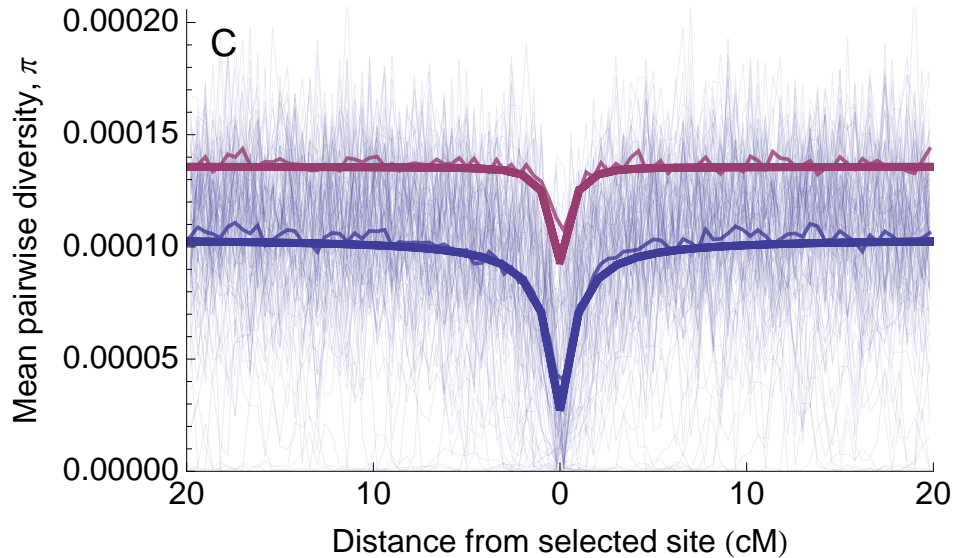 C
Mean pairwise diversity, π
0.00020
0.00015
0.00010
0.00005
0.00000
20 10 0 10 20
Distance from selected site (cM)